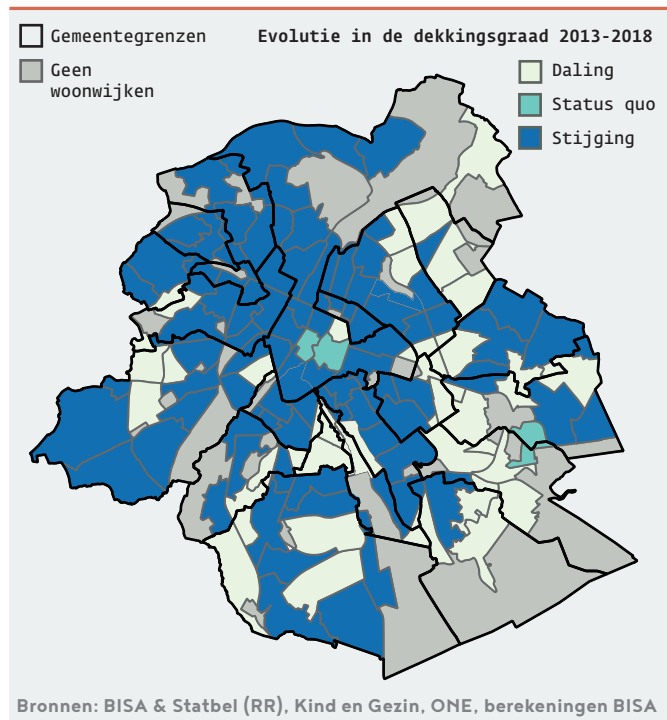 Gemeentegrenzen
Geen
woonwijken
Evolutie in de dekkingsgraad 2013-2018
Daling
Status quo
Stijging
Bronnen: BISA & Statbel (RR), Kind en Gezin, ONE, berekeningen BISA